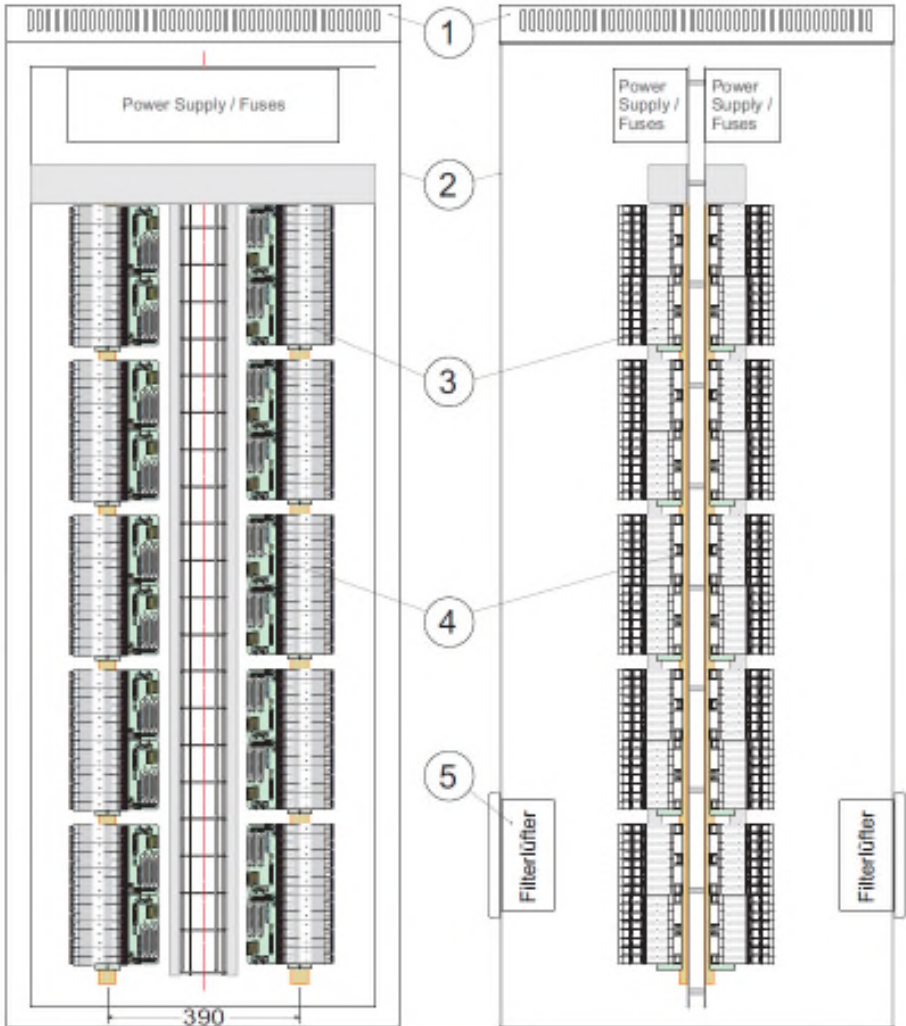 1
Power Supply / Fuses
Power
Supply /
Fuses
Power
Supply /
Fuses
2
3
4
5
Filterlüfter
Filterlüfter
390